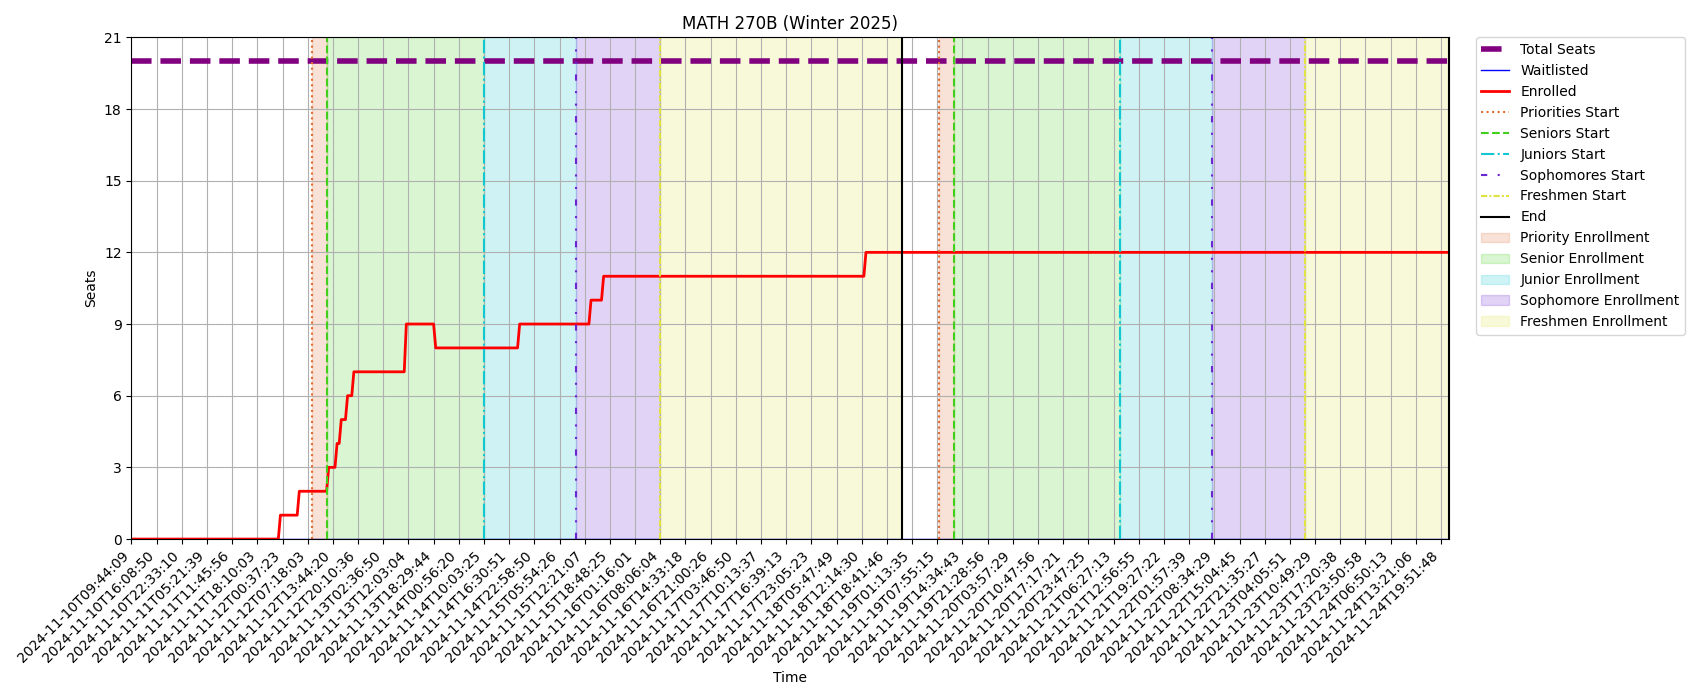 MATH 270B (Winter 2025)
21
18
15
12
9
6
3
0
Seats
2024-11-10T09:44:09
2024-11-10T16:08:50
2024-11-10T22:33:10
2024-11-11T05:21:39
2024-11-11T11:45:56
2024-11-11T18:10:03
2024-11-12T00:37:23
2024-11-12T07:18:03
2024-11-12T13:44:20
2024-11-12T20:10:36
2024-11-13T02:36:50
2024-11-13T12:03:04
2024-11-13T18:29:44
2024-11-14T00:56:20
2024-11-14T10:03:25
2024-11-14T16:30:51
2024-11-14T22:58:50
2024-11-15T05:54:26
2024-11-15T12:21:07
2024-11-15T18:48:25
2024-11-16T01:16:01
2024-11-16T08:06:04
2024-11-16T14:33:18
2024-11-16T21:00:26
2024-11-17T03:46:50
2024-11-17T10:13:37
2024-11-17T16:39:13
2024-11-17T23:05:23
2024-11-18T05:47:49
2024-11-18T12:14:30
2024-11-18T18:41:46
2024-11-19T01:13:35
2024-11-19T07:55:15
2024-11-19T14:34:43
2024-11-19T21:28:56
2024-11-20T03:57:29
2024-11-20T10:47:56
2024-11-20T17:17:21
2024-11-20T23:47:25
2024-11-21T06:27:13
2024-11-21T12:56:55
2024-11-21T19:27:22
2024-11-22T01:57:39
2024-11-22T08:34:29
2024-11-22T15:04:45
2024-11-22T21:35:27
2024-11-23T04:05:51
2024-11-23T10:49:29
2024-11-23T17:20:38
2024-11-23T23:50:58
2024-11-24T06:50:13
2024-11-24T13:21:06
2024-11-24T19:51:48
Time
Total Seats
Waitlisted
Enrolled
Priorities Start
Seniors Start
Juniors Start
Sophomores Start
Freshmen Start
End
Priority Enrollment
Senior Enrollment
Junior Enrollment
Sophomore Enrollment
Freshmen Enrollment